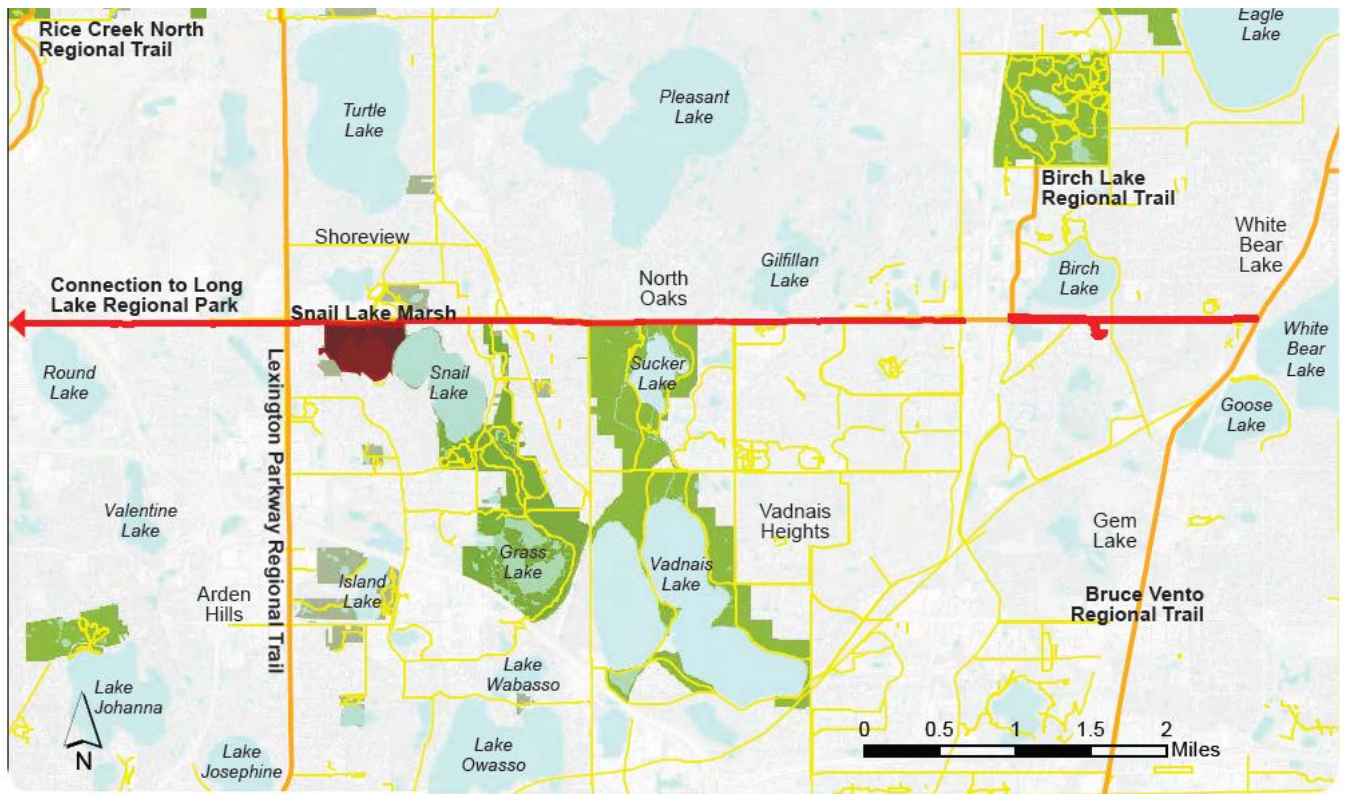 Eagle
Lake
Rice Creek North
Regional Trail
Turtle
Lake
Pleasant
Lake
Birch Lake
Regional Trail
White
Bear
Lake
Shoreview
Gilfillan
Lake
North
Oaks
Birch
Lake
Connection to Long
Lake Regional Park
Snail Lake Marsh
White
Bear
Lake
Round
Lake
Snail
Lake
Sucker
Lake
Goose
Lake
Lexington Parkway Regional Trail
Valentine
Lake
Vadnais
Heights
Gem
Lake
Grass
Lake
Vadnais
Lake
Island
Lake
Arden
Hills
Bruce Vento
Regional Trail
Lake
Wabasso
Lake
Johanna
N
Lake
Josephine
Lake
Owasso
0 0.5 1 1.5 2
Miles